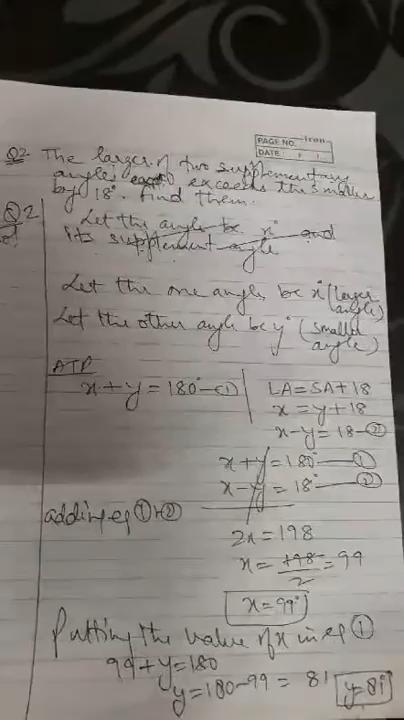 Iron
PAGE NO.
DATE:
Q2 The larger of two supplementary
angles exceeds the smaller
by 18°. find them.
Q2
Let the angle be x° and
its supplement angle
Let the one angle be x° (larger
angle)
Let the other angle be y° (smaller
angle)
ATP
x + y = 180° - ①
LA = SA + 18
x = y + 18
x - y = 18 - ②
x + y = 180° - ①
x - y = 18° - ②
adding eq ① + ②
2x = 198
x = 198/2 = 99
x = 99°
Putting the value of x in eq ①
99 + y = 180
y = 180 - 99 = 81
y = 81°